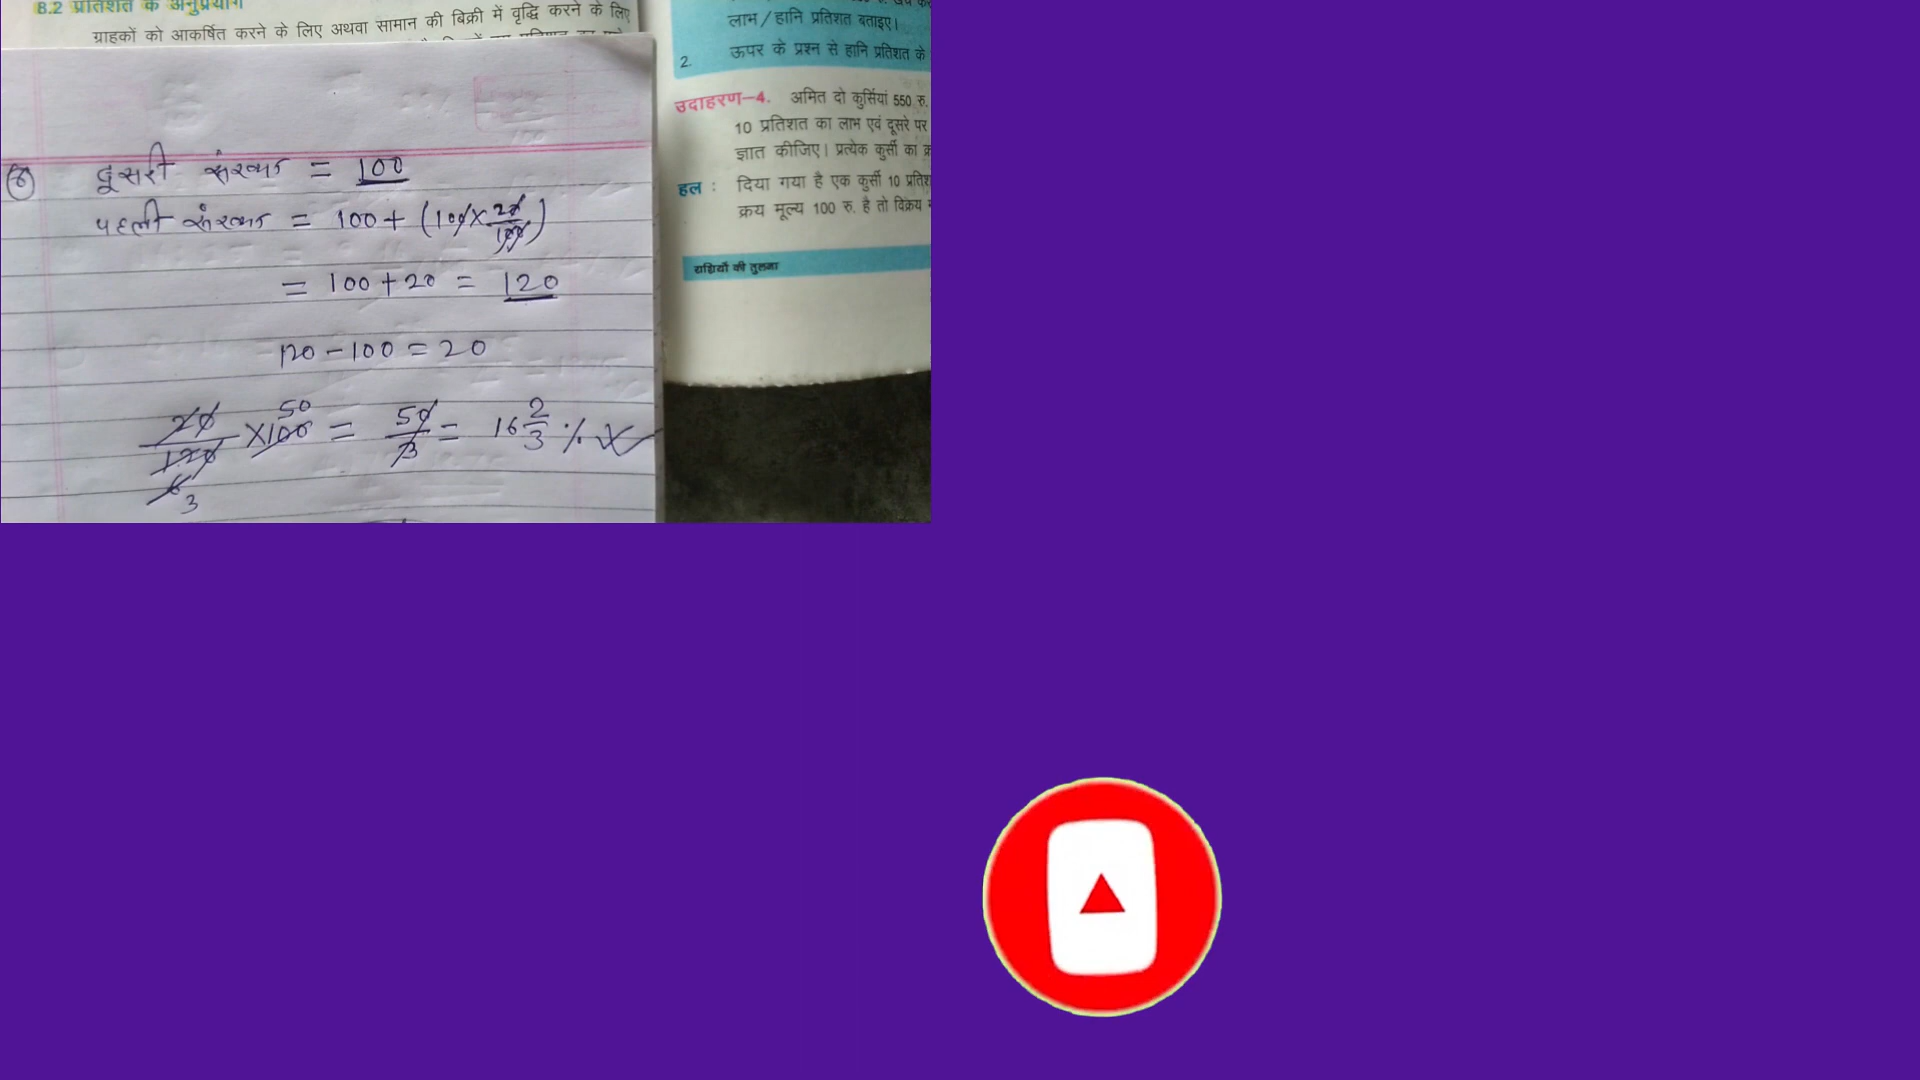 8.2 प्रतिशत के अनुप्रयोग
ग्राहकों को आकर्षित करने के लिए अथवा सामान की बिक्री में वृद्धि करने के लिए
दूसरी संख्या = 100
पहली संख्या = 100 + (100 × 20/100)
= 100 + 20 = 120
120 - 100 = 20
20/120 × 100 = 50/3 = 16 2/3 %
50
6
3
लाभ / हानि प्रतिशत बताइए।
2. ऊपर के प्रश्न से हानि प्रतिशत के
उदाहरण-4. अमित दो कुर्सियां 550 रु.
10 प्रतिशत का लाभ एवं दूसरे पर
ज्ञात कीजिए। प्रत्येक कुर्सी का
हल : दिया गया है एक कुर्सी 10
क्रय मूल्य 100 रु. है तो विक्रय
राशियों की तुलना